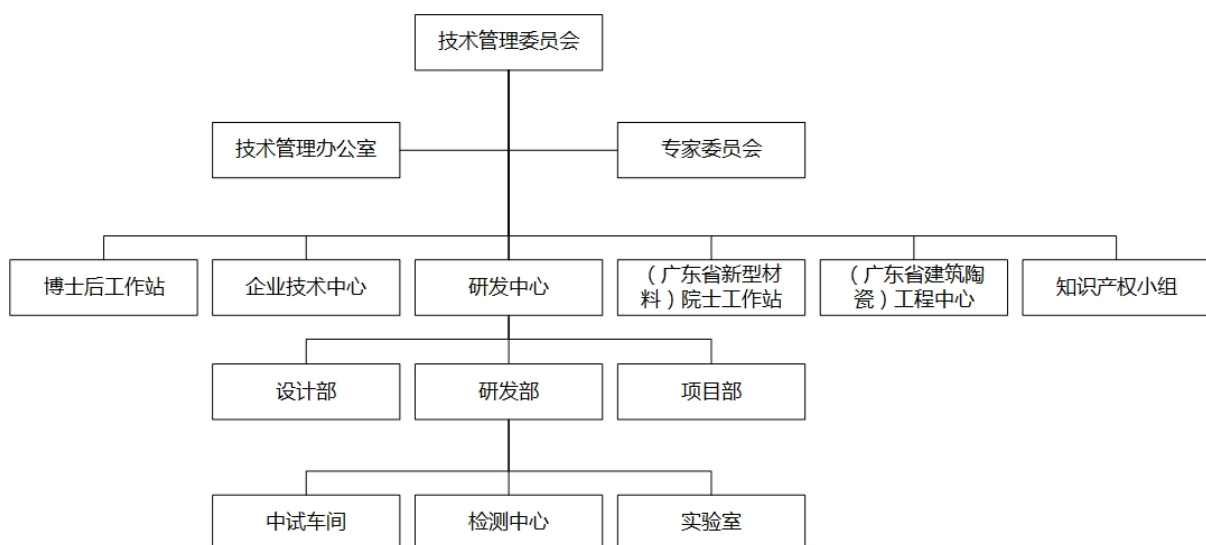 技术管理委员会
技术管理办公室
专家委员会
博士后工作站
企业技术中心
研发中心
（广东省新型材
料）院士工作站
（广东省建筑陶
瓷）工程中心
知识产权小组
设计部
研发部
项目部
中试车间
检测中心
实验室